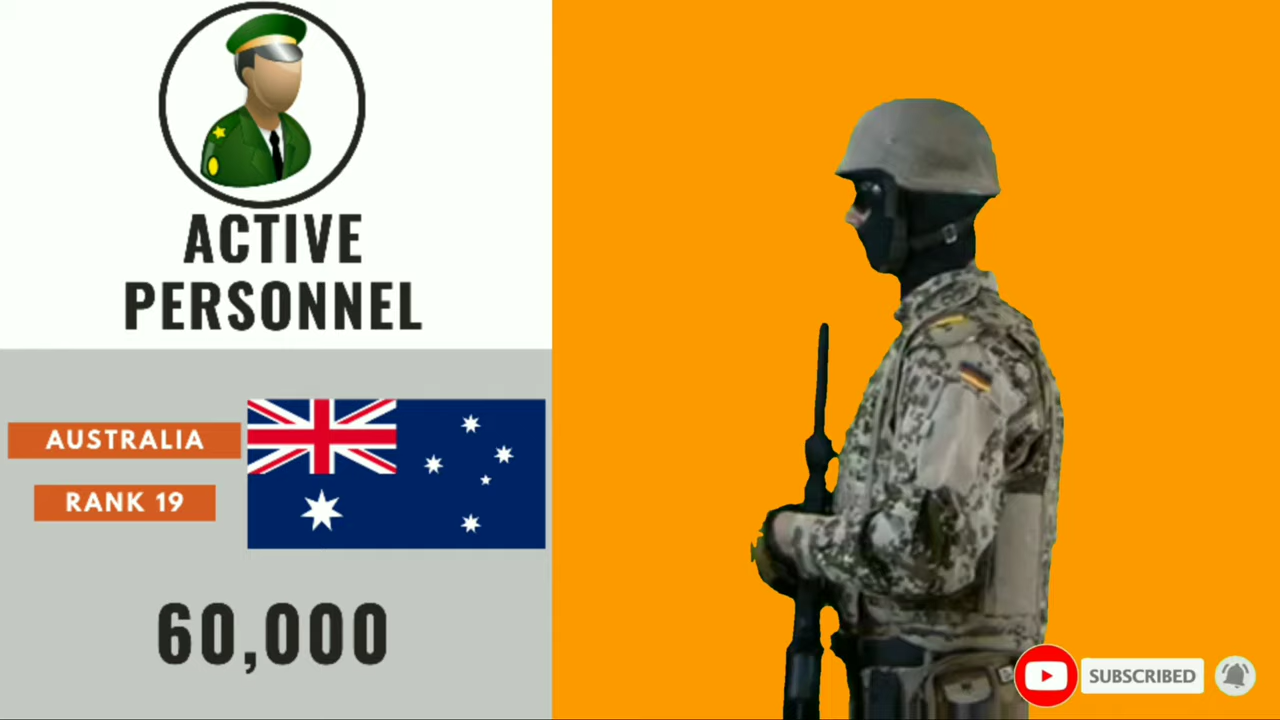 ACTIVE
PERSONNEL
AUSTRALIA
RANK 19
60,000
SUBSCRIBED